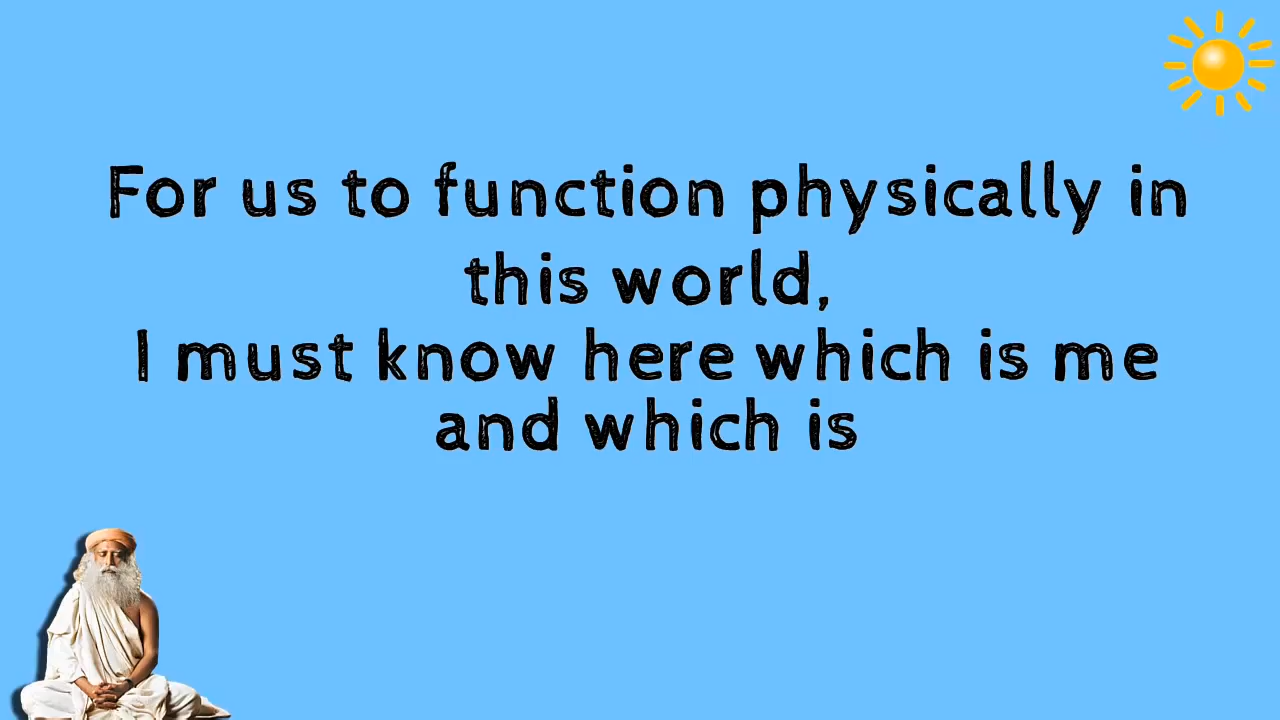 For us to function physically in
this world,
I must know here which is me
and which is